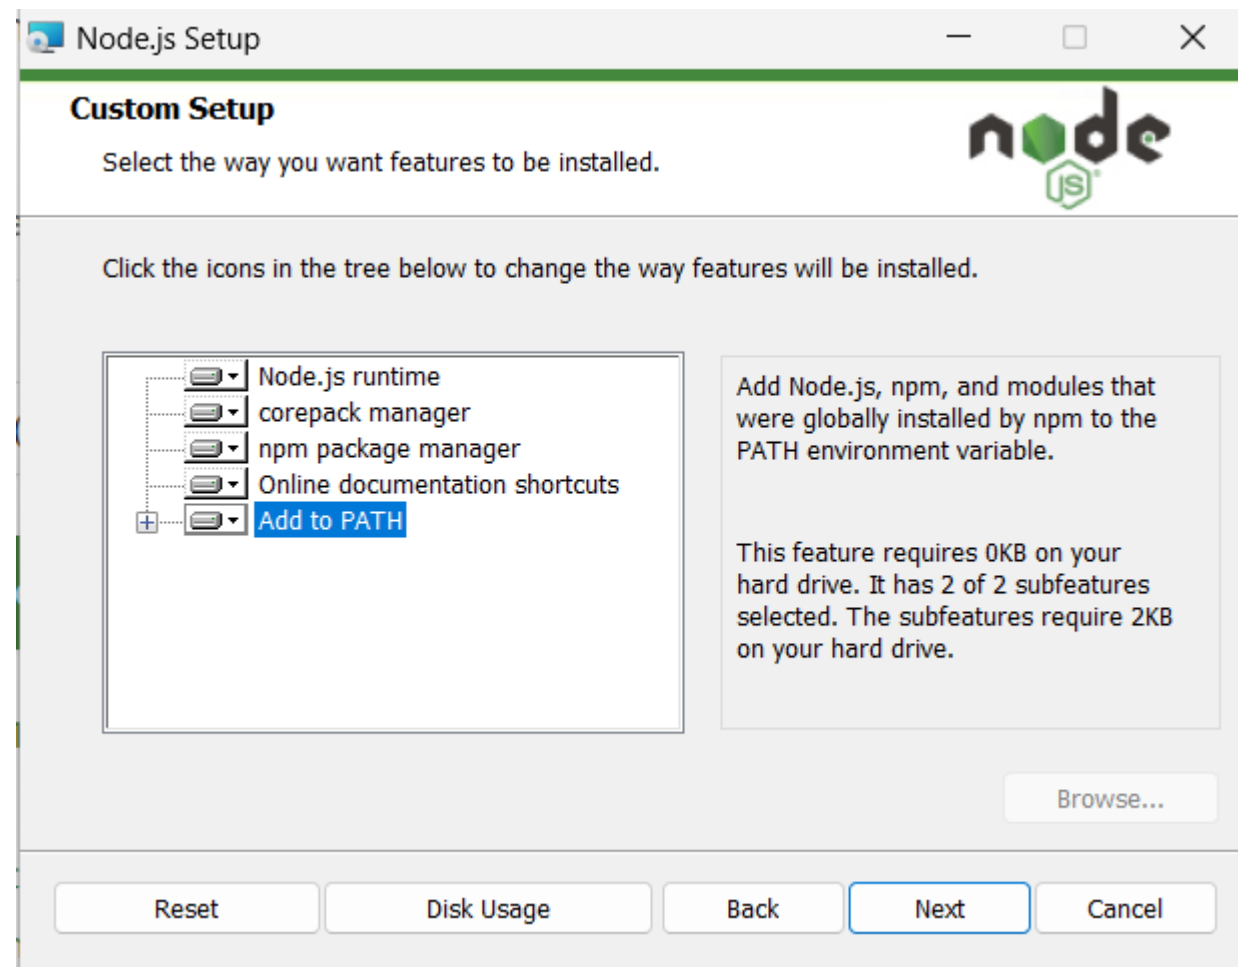 Node.js Setup
Custom Setup
Select the way you want features to be installed.
node
JS
Click the icons in the tree below to change the way features will be installed.
Node.js runtime
corepack manager
npm package manager
Online documentation shortcuts
Add to PATH
Add Node.js, npm, and modules that
were globally installed by npm to the
PATH environment variable.
This feature requires 0KB on your
hard drive. It has 2 of 2 subfeatures
selected. The subfeatures require 2KB
on your hard drive.
Browse...
Reset
Disk Usage
Back
Next
Cancel